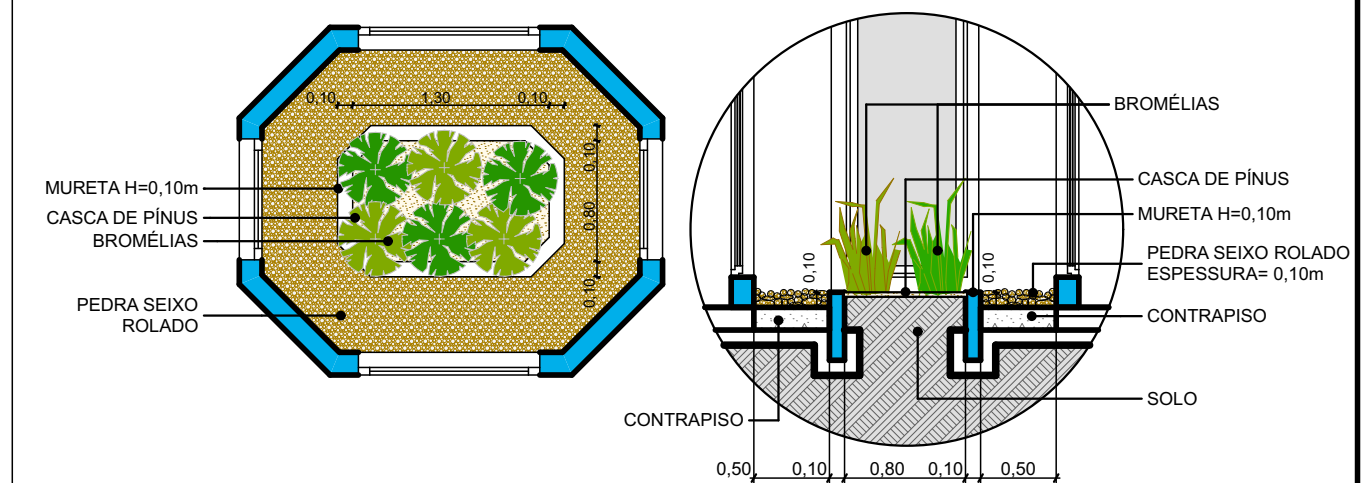 0,10
1,30
0,10
0,10
0,80
0,10
MURETA H=0,10m
CASCA DE PÍNUS
BROMÉLIAS
PEDRA SEIXO
ROLADO
BROMÉLIAS
CASCA DE PÍNUS
MURETA H=0,10m
0,10
0,10
PEDRA SEIXO ROLADO
ESPESSURA= 0,10m
CONTRAPISO
SOLO
CONTRAPISO
0,50
0,10
0,80
0,10
0,50